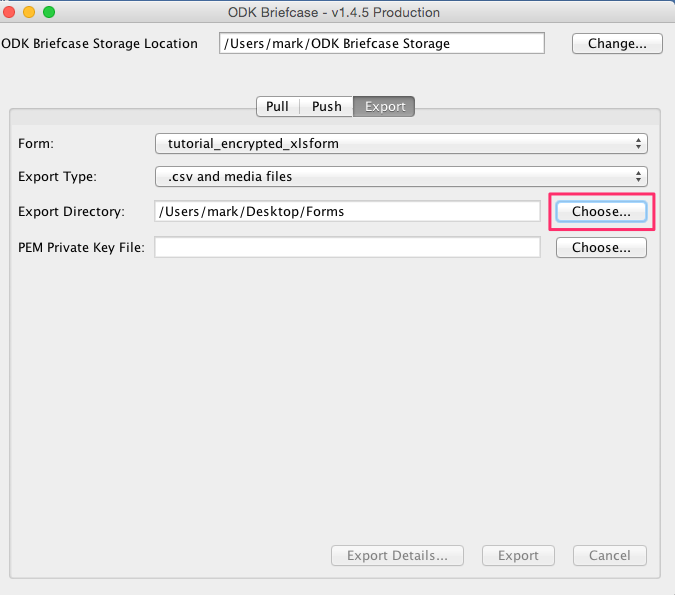 ODK Briefcase - v1.4.5 Production
ODK Briefcase Storage Location /Users/mark/ODK Briefcase Storage Change...
Pull Push Export
Form: tutorial_encrypted_xlsform
Export Type: .csv and media files
Export Directory: /Users/mark/Desktop/Forms Choose...
PEM Private Key File: Choose...
Export Details... Export Cancel